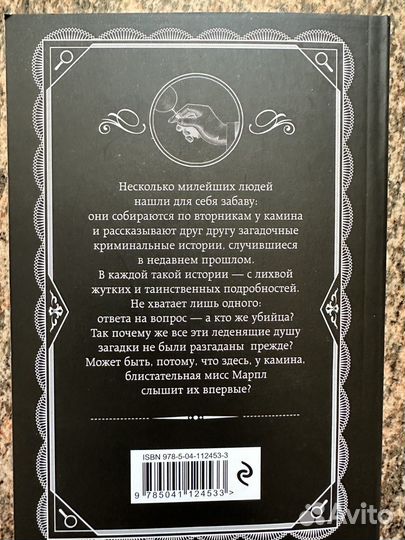 Несколько милейших людей
нашли для себя забаву:
они собираются по вторникам у камина
и рассказывают друг другу загадочные
криминальные истории, случившиеся
в недавнем прошлом.
В каждой такой истории — с лихвой
жутких и таинственных подробностей.
Не хватает лишь одного:
ответа на вопрос — а кто же убийца?
Так почему же все эти леденящие душу
загадки не были разгаданы прежде?
Может быть, потому, что здесь, у камина,
блистательная мисс Марпл
слышит их впервые?
ISBN 978-5-04-112453-3
9 785041 124533 >
Avito